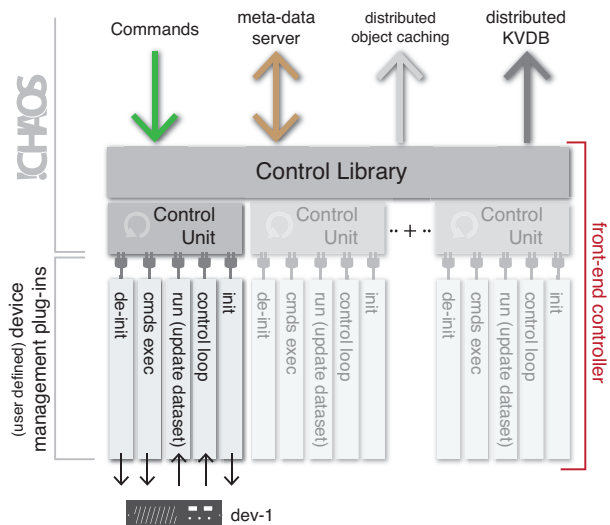 Commands
meta-data
server
distributed
object caching
distributed
KVDB
!CHAOS
Control Library
Control
Unit
Control
Unit
·· + ··
Control
Unit
front-end controller
(user defined) device
management plug-ins
de-init
cmds exec
run (update dataset)
control loop
init
de-init
cmds exec
run (update dataset)
control loop
init
de-init
cmds exec
run (update dataset)
control loop
init
dev-1